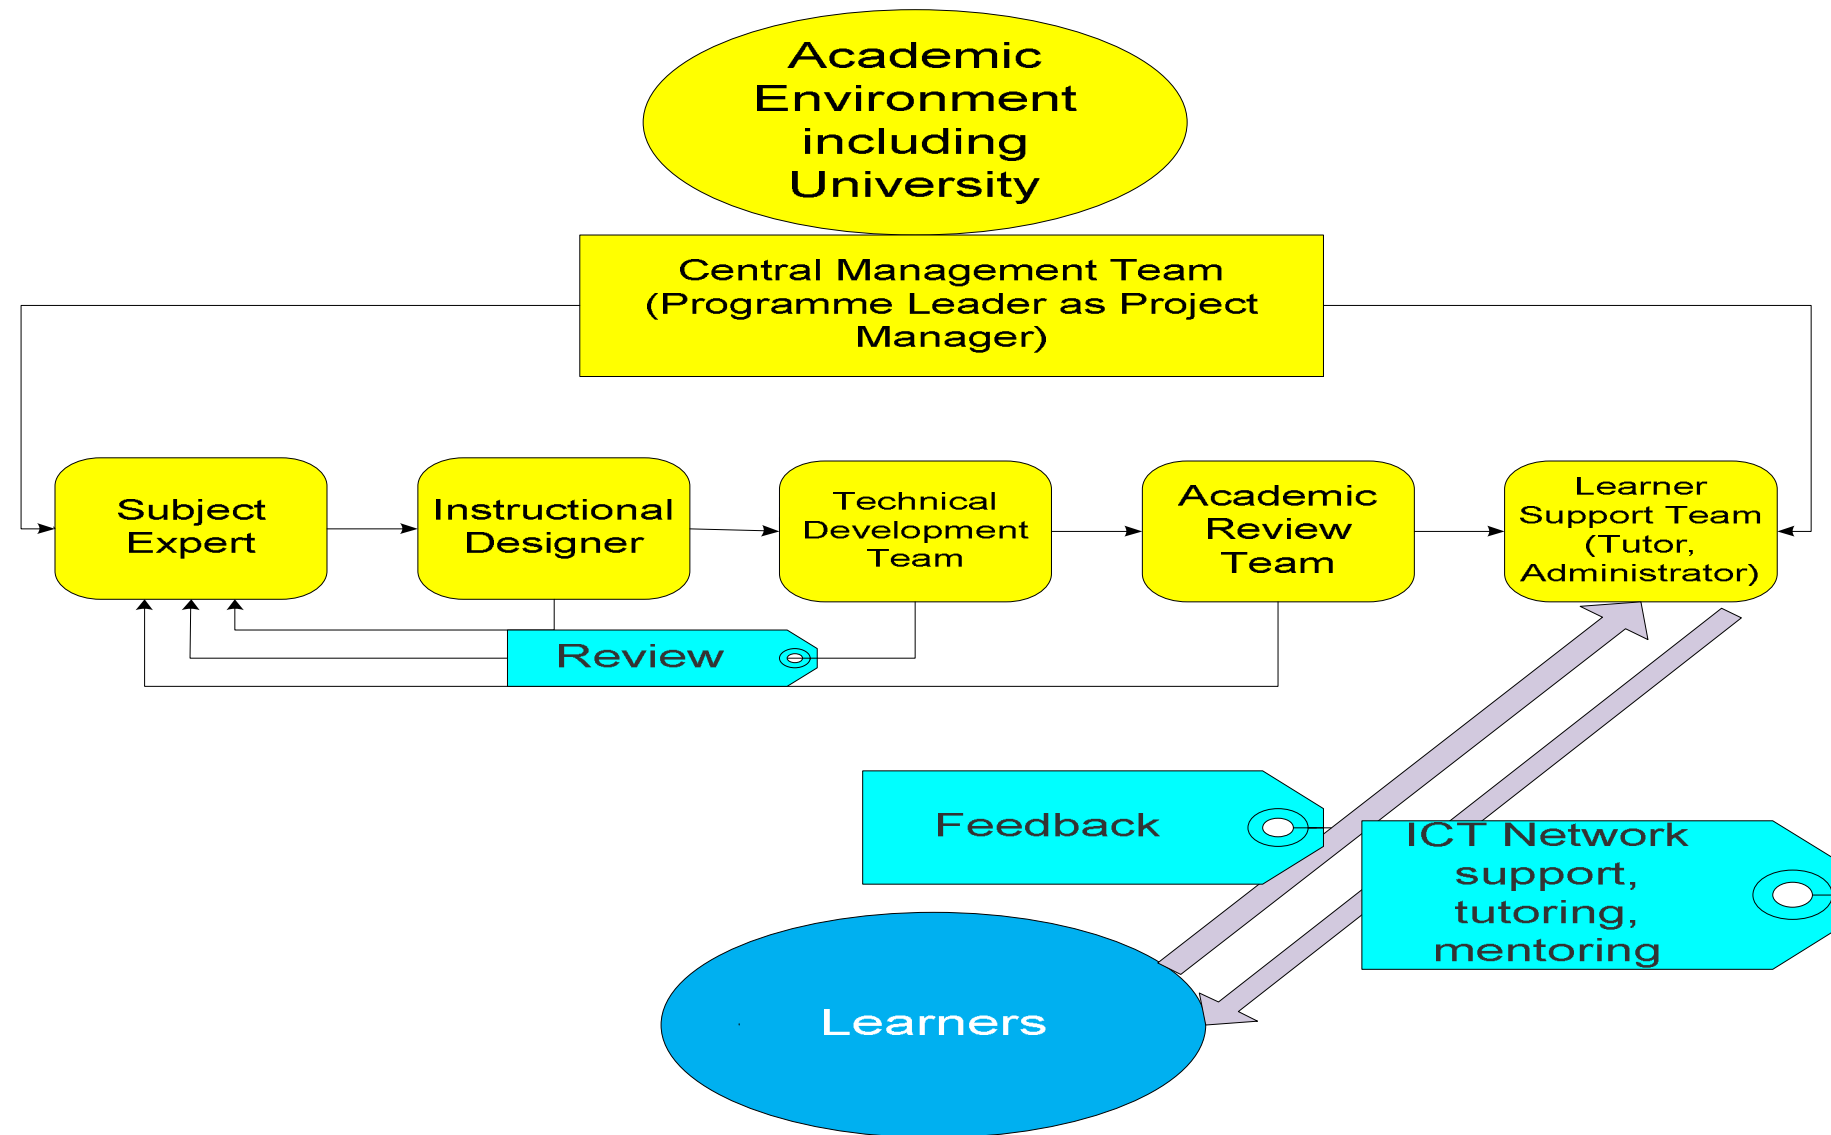 Academic
Environment
including
University
Central Management Team
(Programme Leader as Project
Manager)
Subject
Expert
Instructional
Designer
Technical
Development
Team
Academic
Review
Team
Learner
Support Team
(Tutor,
Administrator)
Review
Feedback
ICT Network
support,
tutoring,
mentoring
Learners